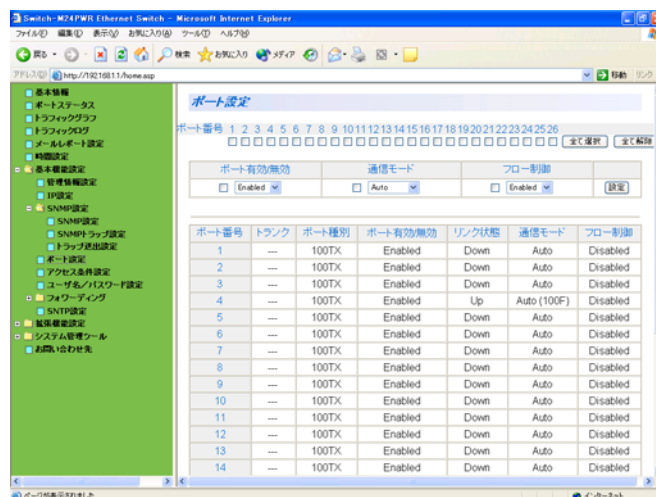 Switch-M24PWR Ethernet Switch - Microsoft Internet Explorer
ファイル(F) 編集(E) 表示(V) お気に入り(A) ツール(T) ヘルプ(H)
戻る 検索 お気に入り メディア
アドレス(D) http://192.168.1.1/home.asp 移動 リンク
基本情報
ポートステータス
トラフィックグラフ
トラフィックログ
メールレポート設定
時間設定
基本機能設定
管理情報設定
IP設定
SNMP設定
SNMP設定
SNMPトラップ設定
トラップ送出設定
ポート設定
アクセス条件設定
ユーザ名/パスワード設定
フォワーディング
SNTP設定
拡張機能設定
システム管理ツール
お問い合わせ先
ポート設定
ポート番号 1 2 3 4 5 6 7 8 9 10 11 12 13 14 15 16 17 18 19 20 21 22 23 24 25 26
全て選択 全て解除
ポート有効/無効 通信モード フロー制御
Enabled Auto Enabled 設定
ポート番号 トランク ポート種別 ポート有効/無効 リンク状態 通信モード フロー制御
1 --- 100TX Enabled Down Auto Disabled
2 --- 100TX Enabled Down Auto Disabled
3 --- 100TX Enabled Down Auto Disabled
4 --- 100TX Enabled Up Auto (100F) Disabled
5 --- 100TX Enabled Down Auto Disabled
6 --- 100TX Enabled Down Auto Disabled
7 --- 100TX Enabled Down Auto Disabled
8 --- 100TX Enabled Down Auto Disabled
9 --- 100TX Enabled Down Auto Disabled
10 --- 100TX Enabled Down Auto Disabled
11 --- 100TX Enabled Down Auto Disabled
12 --- 100TX Enabled Down Auto Disabled
13 --- 100TX Enabled Down Auto Disabled
14 --- 100TX Enabled Down Auto Disabled
ページが表示されました インターネット